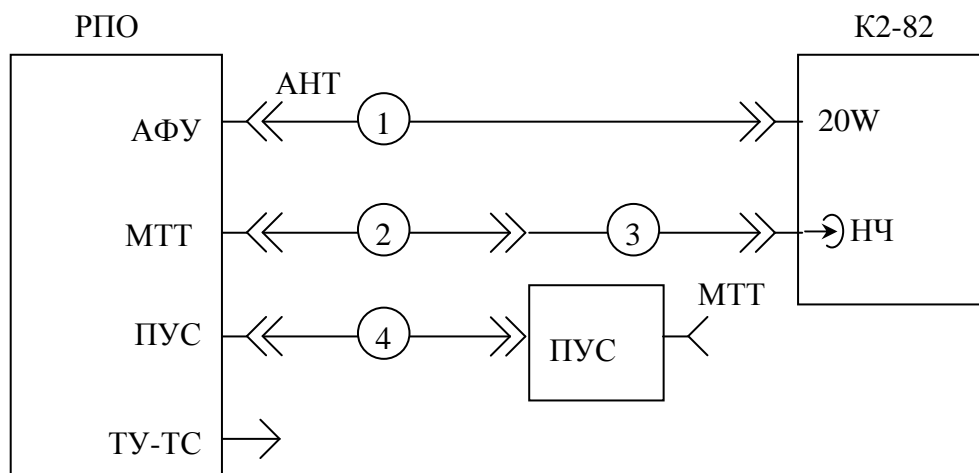 РПО
К2-82
АНТ
АФУ
1
20W
МТТ
2
3
НЧ
МТТ
ПУС
4
ПУС
ТУ-ТС